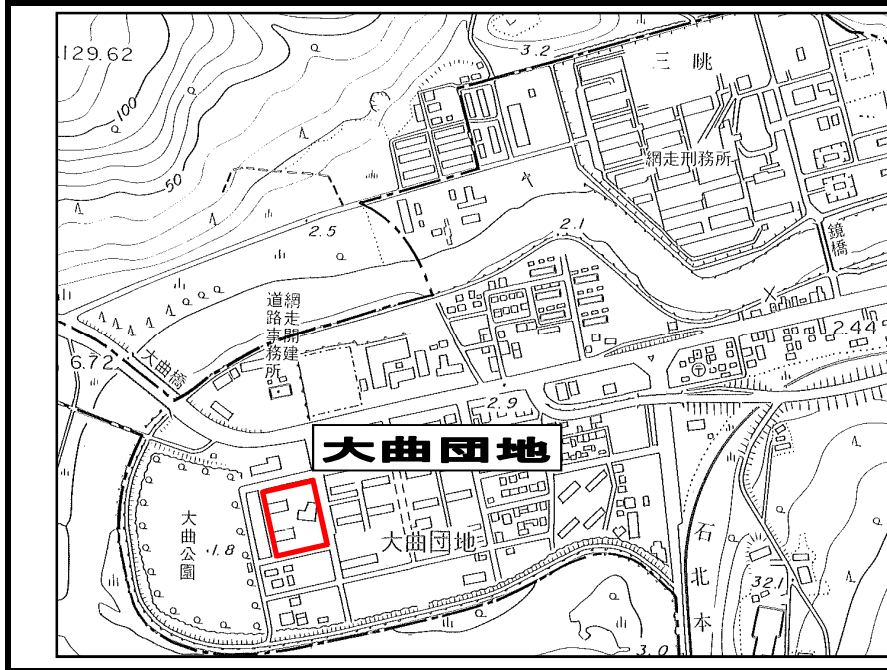 129.62
100
50
3.2
三眺
網走刑務所
2.5
2.1
鏡橋
網走開建
道路事務所
大曲橋
6.72
2.44
〒
2.9
大曲団地
大曲公園
1.8
大曲団地
石北本
32.1
3.0